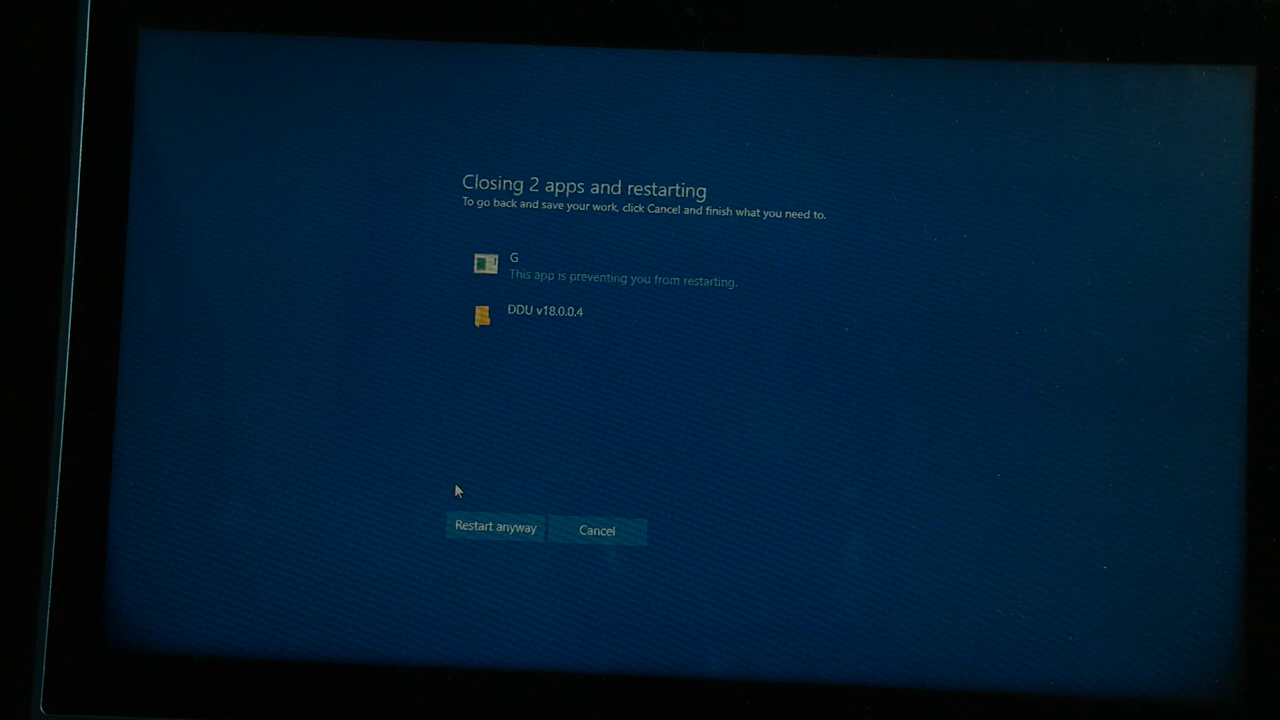 Closing 2 apps and restarting
To go back and save your work, click Cancel and finish what you need to.
G
This app is preventing you from restarting.
DDU v18.0.0.4
Restart anyway
Cancel